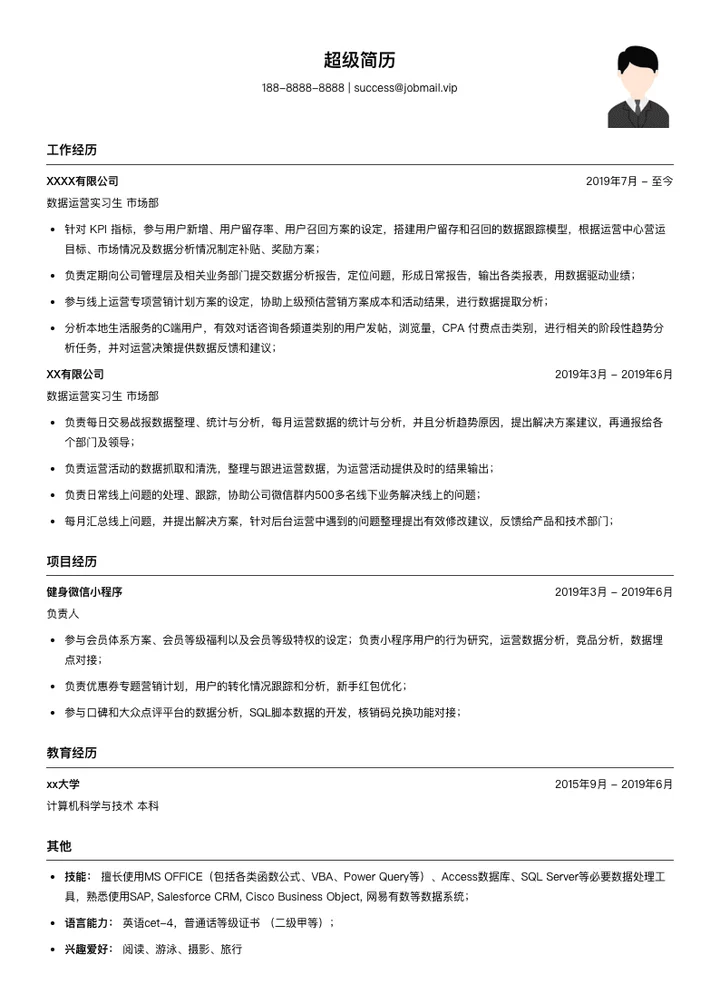 超级简历
188-8888-8888 | success@jobmail.vip
工作经历
XXXX有限公司 2019年7月 – 至今
数据运营实习生 市场部
• 针对 KPI 指标，参与用户新增、用户留存率、用户召回方案的设定，搭建用户留存和召回的数据跟踪模型，根据运营中心营运
目标、市场情况及数据分析情况制定补贴、奖励方案；
• 负责定期向公司管理层及相关业务部门提交数据分析报告，定位问题，形成日常报告，输出各类报表，用数据驱动业绩；
• 参与线上运营专项营销计划方案的设定，协助上级预估营销方案成本和活动结果，进行数据提取分析；
• 分析本地生活服务的C端用户，有效对话咨询各频道类别的用户发帖，浏览量，CPA 付费点击类别，进行相关的阶段性趋势分
析任务，并对运营决策提供数据反馈和建议；
XX有限公司 2019年3月 – 2019年6月
数据运营实习生 市场部
• 负责每日交易战报数据整理、统计与分析，每月运营数据的统计与分析，并且分析趋势原因，提出解决方案建议，再通报给各
个部门及领导；
• 负责运营活动的数据抓取和清洗，整理与跟进运营数据，为运营活动提供及时的结果输出；
• 负责日常线上问题的处理、跟踪，协助公司微信群内500多名线下业务解决线上的问题；
• 每月汇总线上问题，并提出解决方案，针对后台运营中遇到的问题整理提出有效修改建议，反馈给产品和技术部门；
项目经历
健身微信小程序 2019年3月 – 2019年6月
负责人
• 参与会员体系方案、会员等级福利以及会员等级特权的设定；负责小程序用户的行为研究，运营数据分析，竞品分析，数据埋
点对接；
• 负责优惠券专题营销计划，用户的转化情况跟踪和分析，新手红包优化；
• 参与口碑和大众点评平台的数据分析，SQL脚本数据的开发，核销码兑换功能对接；
教育经历
xx大学 2015年9月 – 2019年6月
计算机科学与技术 本科
其他
• 技能： 擅长使用MS OFFICE（包括各类函数公式、VBA、Power Query等）、Access数据库、SQL Server等必要数据处理工
具，熟悉使用SAP, Salesforce CRM, Cisco Business Object, 网易有数等数据系统；
• 语言能力： 英语cet-4，普通话等级证书 （二级甲等）；
• 兴趣爱好： 阅读、游泳、摄影、旅行